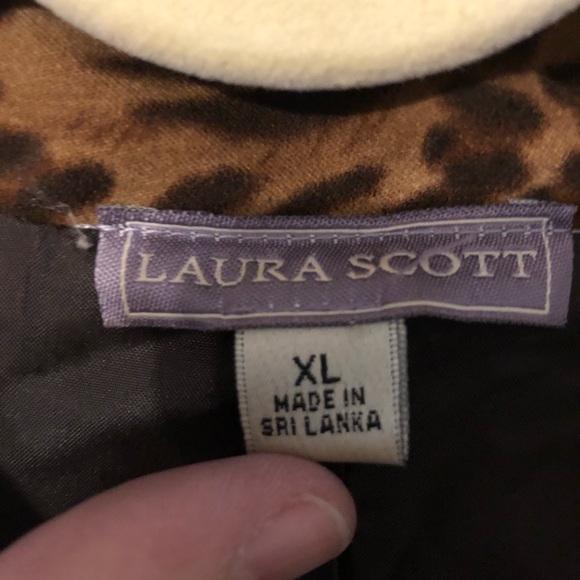 LAURA SCOTT
XL
MADE IN
SRI LANKA